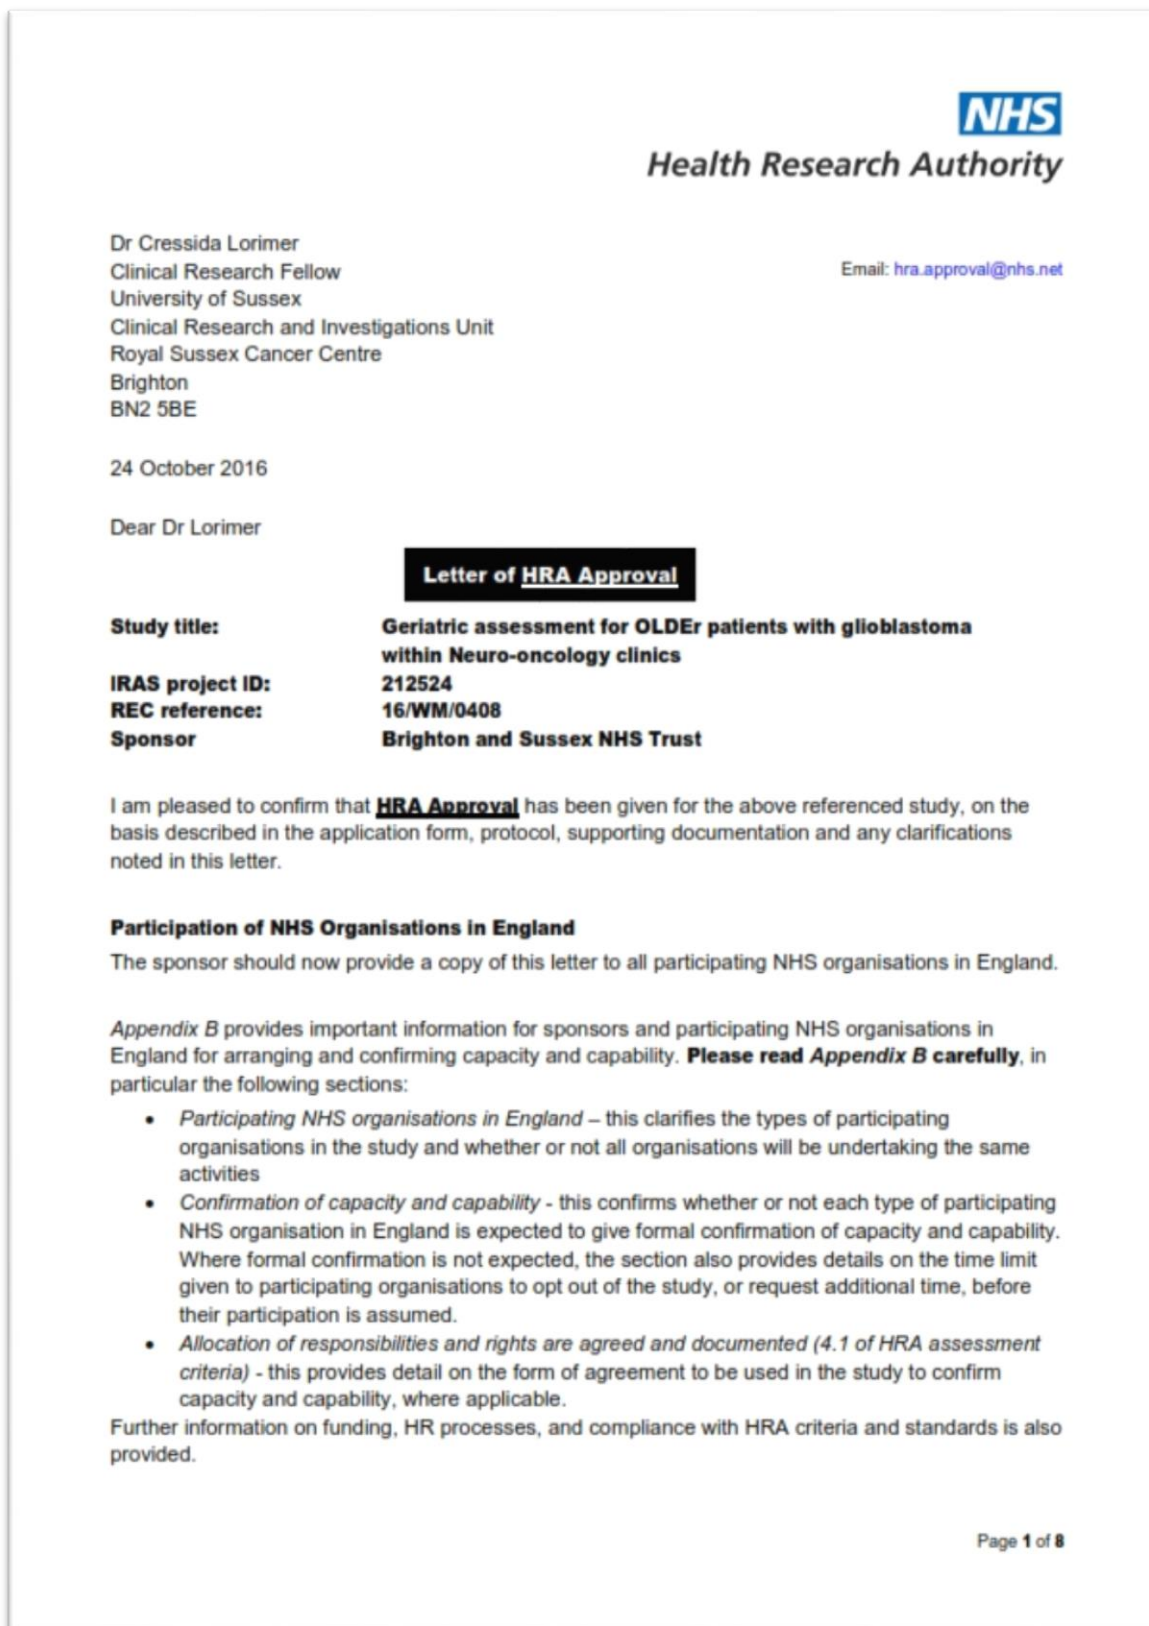 NHS
Health Research Authority
Dr Cressida Lorimer
Clinical Research Fellow
University of Sussex
Clinical Research and Investigations Unit
Royal Sussex Cancer Centre
Brighton
BN2 5BE
Email: hra.approval@nhs.net
24 October 2016
Dear Dr Lorimer
Letter of HRA Approval
Study title: Geriatric assessment for OLDEr patients with glioblastoma
within Neuro-oncology clinics
IRAS project ID: 212524
REC reference: 16/WM/0408
Sponsor Brighton and Sussex NHS Trust
I am pleased to confirm that HRA Approval has been given for the above referenced study, on the
basis described in the application form, protocol, supporting documentation and any clarifications
noted in this letter.
Participation of NHS Organisations in England
The sponsor should now provide a copy of this letter to all participating NHS organisations in England.
Appendix B provides important information for sponsors and participating NHS organisations in
England for arranging and confirming capacity and capability. Please read Appendix B carefully, in
particular the following sections:
• Participating NHS organisations in England – this clarifies the types of participating
organisations in the study and whether or not all organisations will be undertaking the same
activities
• Confirmation of capacity and capability - this confirms whether or not each type of participating
NHS organisation in England is expected to give formal confirmation of capacity and capability.
Where formal confirmation is not expected, the section also provides details on the time limit
given to participating organisations to opt out of the study, or request additional time, before
their participation is assumed.
• Allocation of responsibilities and rights are agreed and documented (4.1 of HRA assessment
criteria) - this provides detail on the form of agreement to be used in the study to confirm
capacity and capability, where applicable.
Further information on funding, HR processes, and compliance with HRA criteria and standards is also
provided.
Page 1 of 8